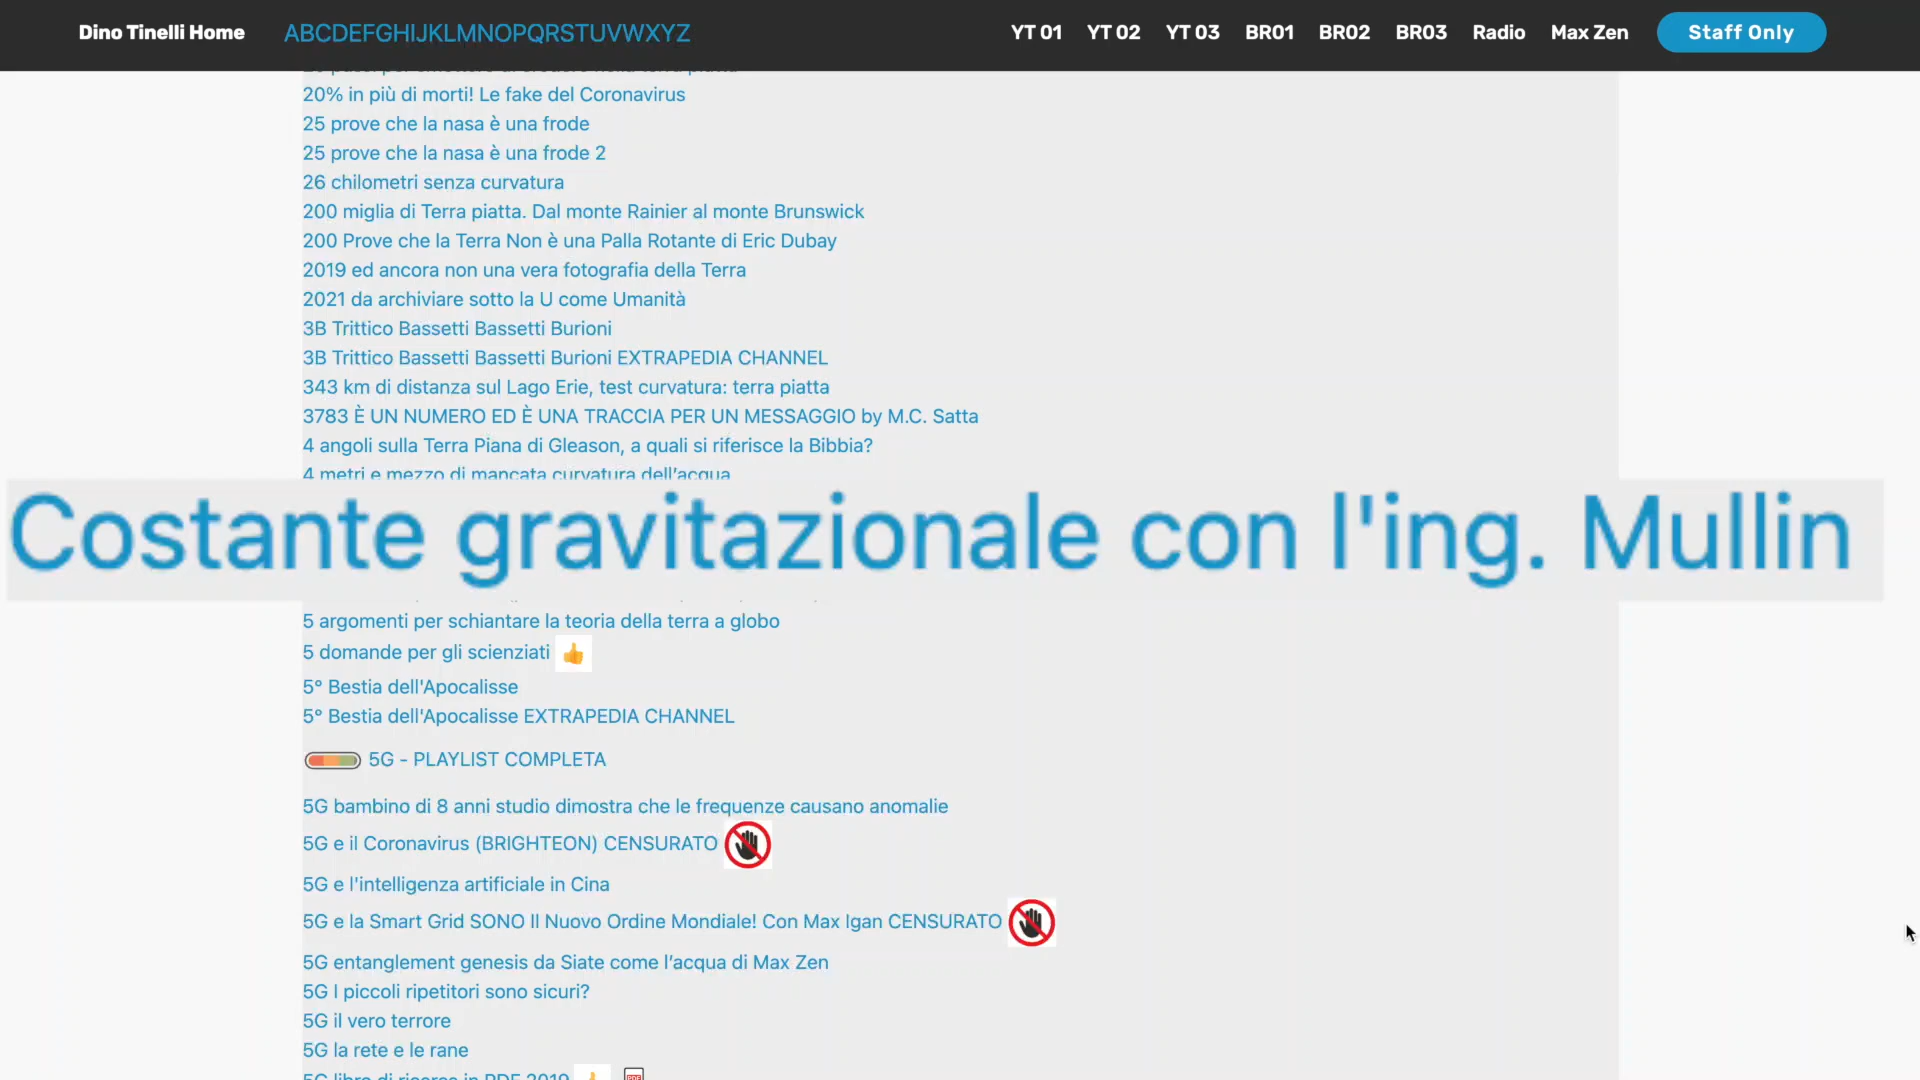 Dino Tinelli Home
ABCDEFGHIJKLMNOPQRSTUVWXYZ
YT 01
YT 02
YT 03
BR01
BR02
BR03
Radio
Max Zen
Staff Only
20% in più di morti! Le fake del Coronavirus
25 prove che la nasa è una frode
25 prove che la nasa è una frode 2
26 chilometri senza curvatura
200 miglia di Terra piatta. Dal monte Rainier al monte Brunswick
200 Prove che la Terra Non è una Palla Rotante di Eric Dubay
2019 ed ancora non una vera fotografia della Terra
2021 da archiviare sotto la U come Umanità
3B Trittico Bassetti Bassetti Burioni
3B Trittico Bassetti Bassetti Burioni EXTRAPEDIA CHANNEL
343 km di distanza sul Lago Erie, test curvatura: terra piatta
3783 È UN NUMERO ED È UNA TRACCIA PER UN MESSAGGIO by M.C. Satta
4 angoli sulla Terra Piana di Gleason, a quali si riferisce la Bibbia?
4 metri e mezzo di mancata curvatura dell’acqua
Costante gravitazionale con l'ing. Mullin
5 argomenti per schiantare la teoria della terra a globo
5 domande per gli scienziati
5° Bestia dell'Apocalisse
5° Bestia dell'Apocalisse EXTRAPEDIA CHANNEL
5G - PLAYLIST COMPLETA
5G bambino di 8 anni studio dimostra che le frequenze causano anomalie
5G e il Coronavirus (BRIGHTEON) CENSURATO
5G e l'intelligenza artificiale in Cina
5G e la Smart Grid SONO Il Nuovo Ordine Mondiale! Con Max Igan CENSURATO
5G entanglement genesis da Siate come l’acqua di Max Zen
5G I piccoli ripetitori sono sicuri?
5G il vero terrore
5G la rete e le rane
5G libro di ricerca in PDF 2019